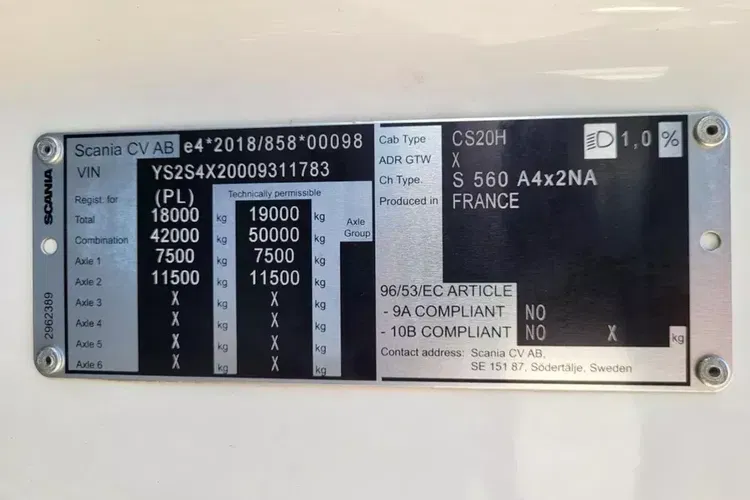 SCANIA
2962389
Scania CV AB e4*2018/858*00098
VIN YS2S4X20009311783
Regist. for (PL) Technically permissible
Total 18000 kg 19000 kg Axle Group
Combination 42000 kg 50000 kg
Axle 1 7500 kg 7500 kg
Axle 2 11500 kg 11500 kg
Axle 3 X kg X kg
Axle 4 X kg X kg
Axle 5 X kg X kg
Axle 6 X kg X kg
Cab Type CS20H 1,0 %
ADR GTW X
Ch Type. S 560 A4x2NA
Produced in FRANCE
96/53/EC ARTICLE
- 9A COMPLIANT NO
- 10B COMPLIANT NO X kg
Contact address: Scania CV AB,
SE 151 87, Södertälje, Sweden